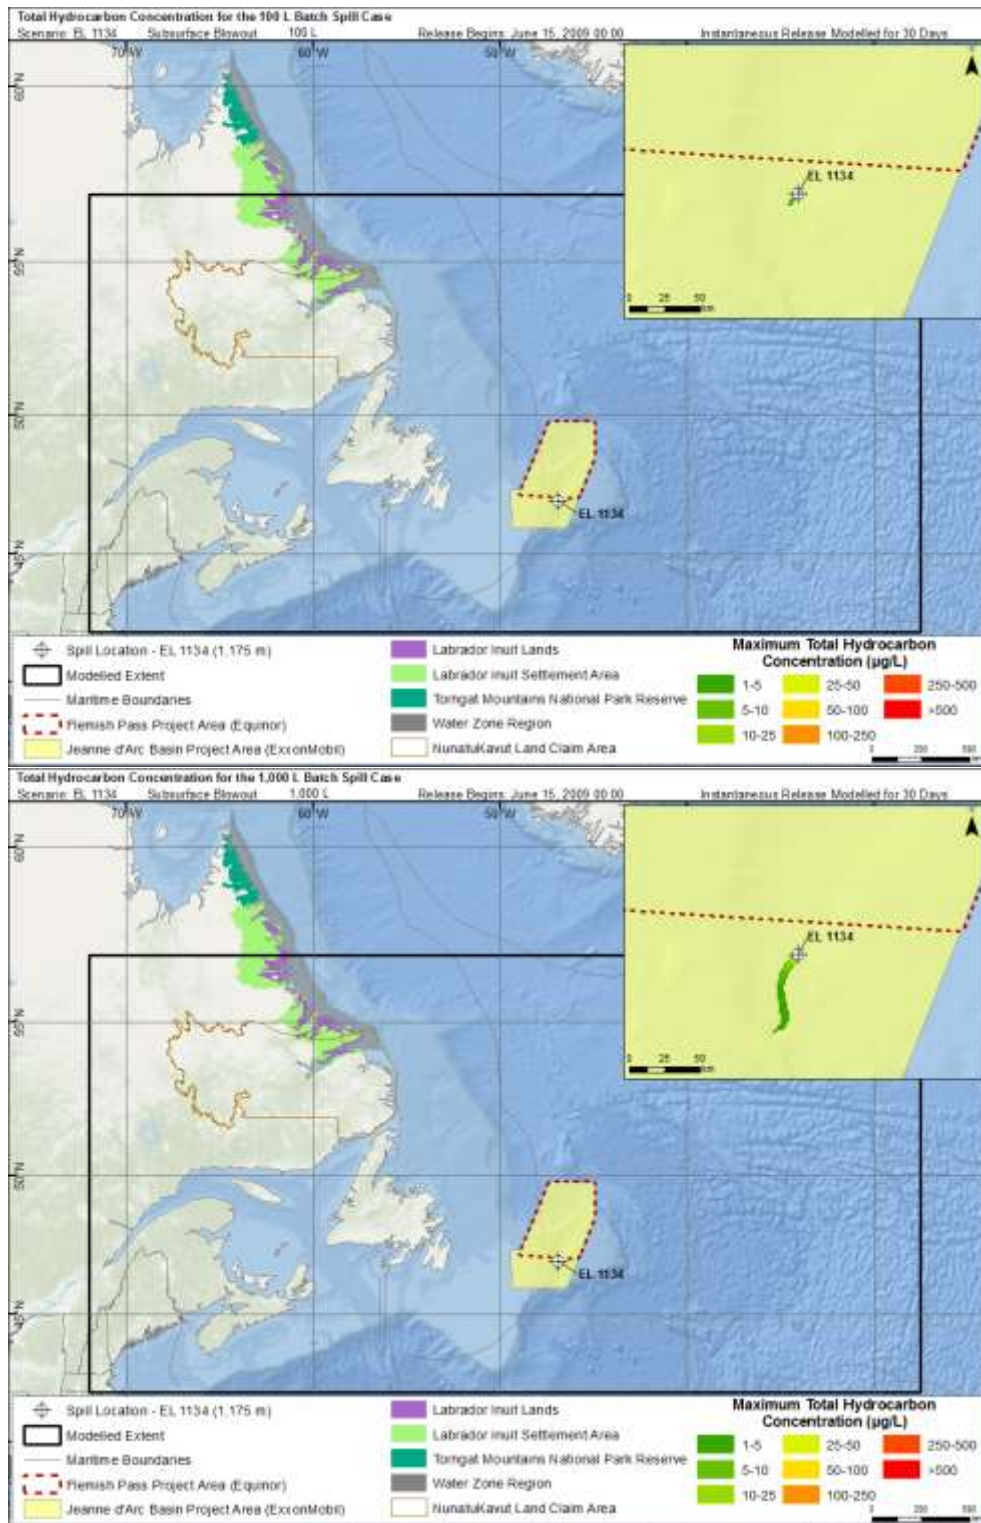 Total Hydrocarbon Concentration for the 100 L Batch Spill Case
Scenario: EL 1134 Subsurface Blowout 100 L Release Begins: June 15, 2009 00:00 Instantaneous Release Modelled for 30 Days
70°W 60°W 50°W
60°N
55°N
50°N
45°N
EL 1134
0 25 50
km
EL 1134
Spill Location - EL 1134 (1,175 m)
Modelled Extent
Maritime Boundaries
Flemish Pass Project Area (Equinor)
Jeanne d'Arc Basin Project Area (ExxonMobil)
Labrador Inuit Lands
Labrador Inuit Settlement Area
Torngat Mountains National Park Reserve
Water Zone Region
NunatuKavut Land Claim Area
Maximum Total Hydrocarbon
Concentration (µg/L)
1-5 25-50 250-500
5-10 50-100 >500
10-25 100-250
Total Hydrocarbon Concentration for the 1,000 L Batch Spill Case
Scenario: EL 1134 Subsurface Blowout 1,000 L Release Begins: June 15, 2009 00:00 Instantaneous Release Modelled for 30 Days
70°W 60°W 50°W
60°N
55°N
50°N
45°N
EL 1134
0 25 50
km
EL 1134
Spill Location - EL 1134 (1,175 m)
Modelled Extent
Maritime Boundaries
Flemish Pass Project Area (Equinor)
Jeanne d'Arc Basin Project Area (ExxonMobil)
Labrador Inuit Lands
Labrador Inuit Settlement Area
Torngat Mountains National Park Reserve
Water Zone Region
NunatuKavut Land Claim Area
Maximum Total Hydrocarbon
Concentration (µg/L)
1-5 25-50 250-500
5-10 50-100 >500
10-25 100-250